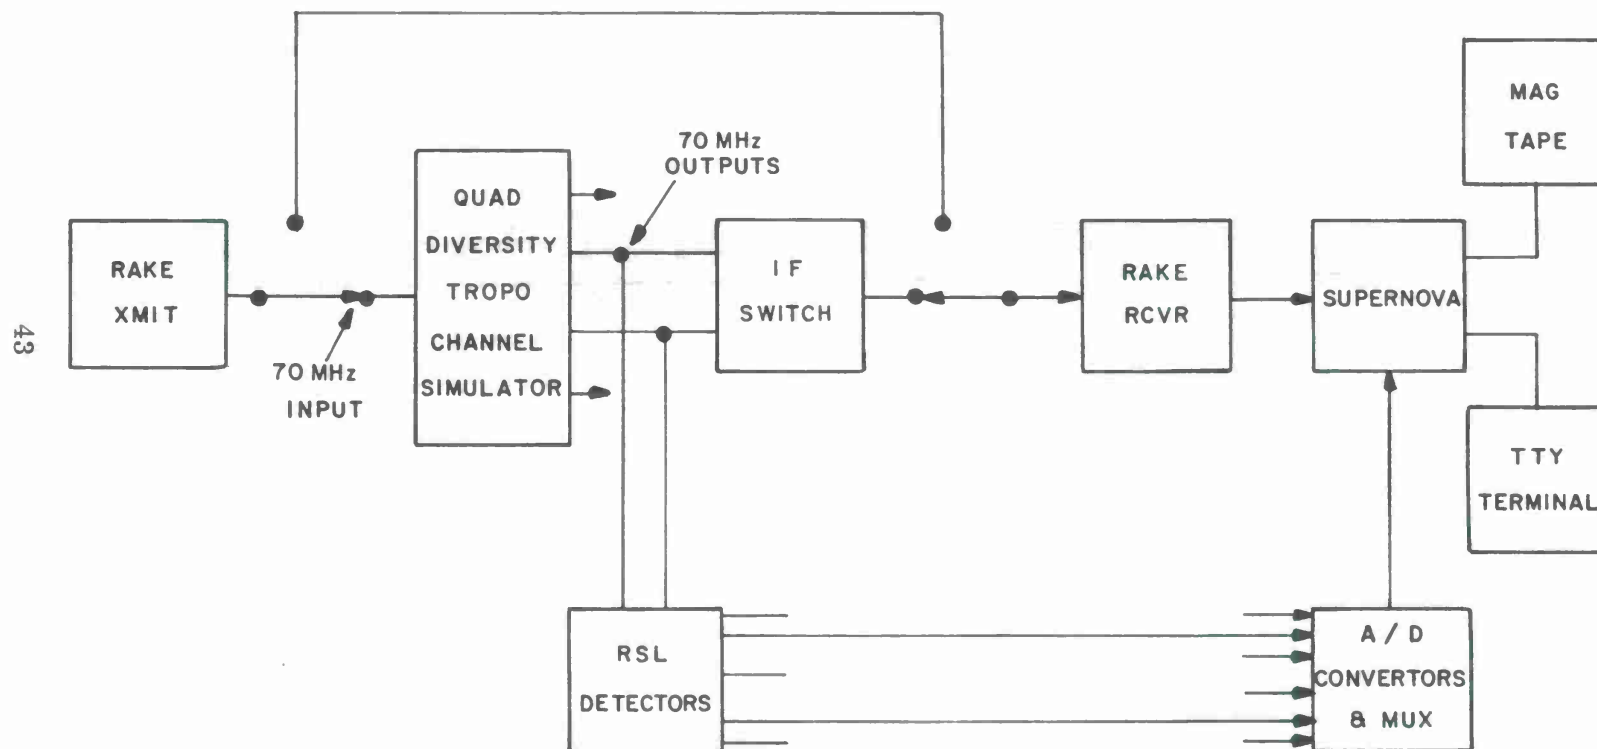 MAG
TAPE
70 MHz
OUTPUTS
QUAD
DIVERSITY
TROPO
CHANNEL
SIMULATOR
RAKE
XMIT
IF
SWITCH
RAKE
RCVR
SUPERNOVA
70 MHz
INPUT
43
TTY
TERMINAL
RSL
DETECTORS
A/D
CONVERTORS
& MUX